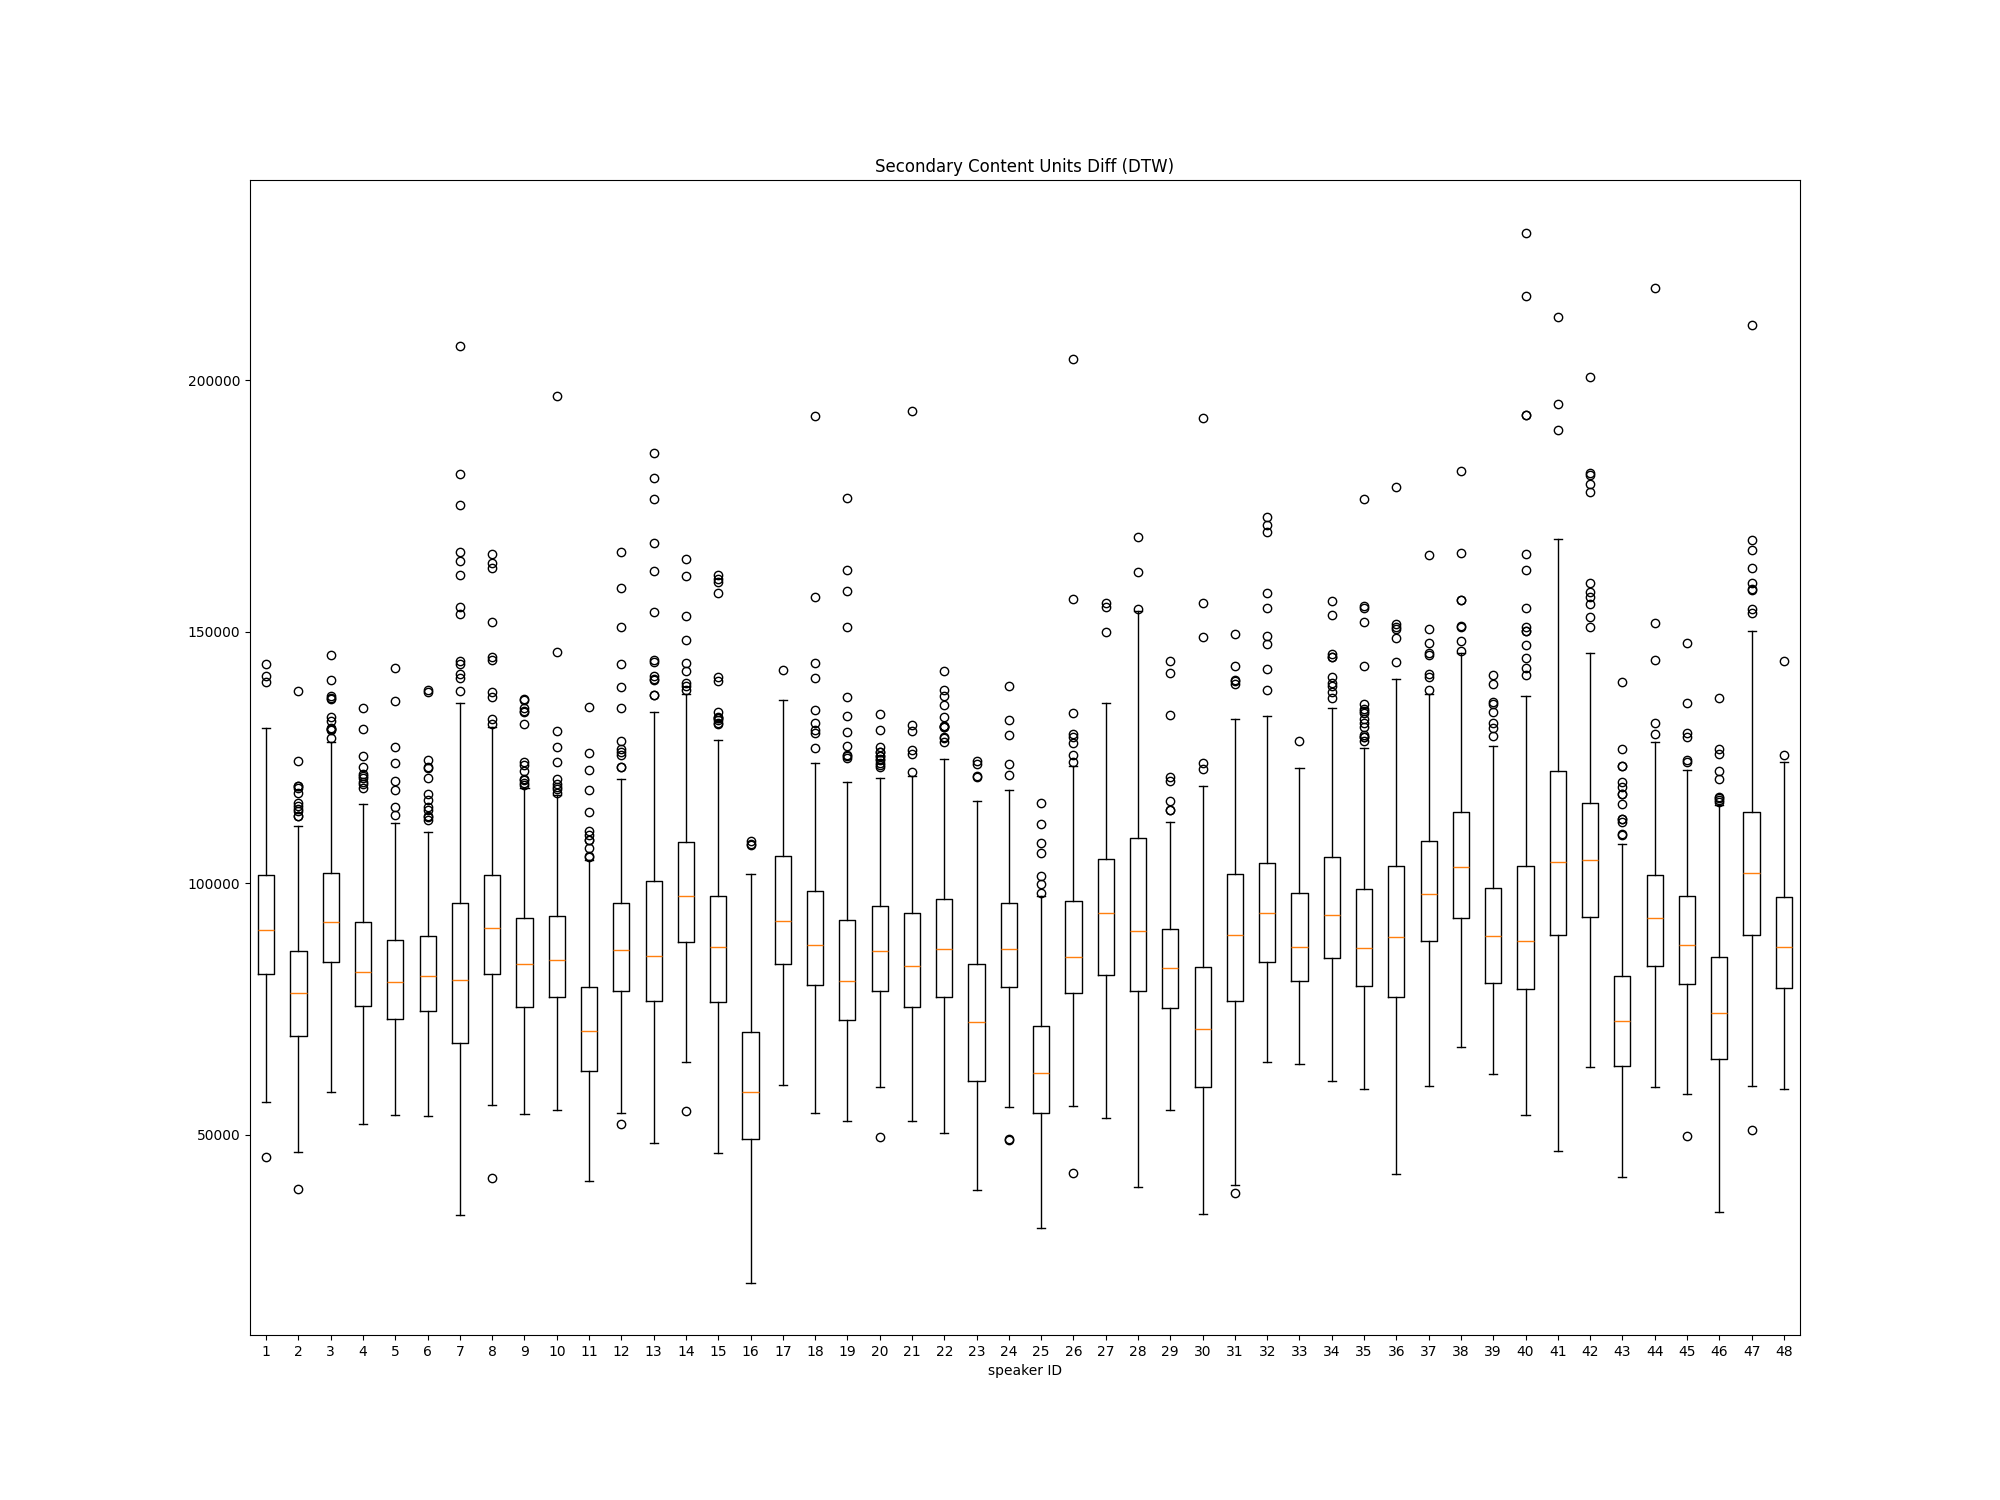 Secondary Content Units Diff (DTW)
200000
150000
100000
50000
1 2 3 4 5 6 7 8 9 10 11 12 13 14 15 16 17 18 19 20 21 22 23 24 25 26 27 28 29 30 31 32 33 34 35 36 37 38 39 40 41 42 43 44 45 46 47 48
speaker ID